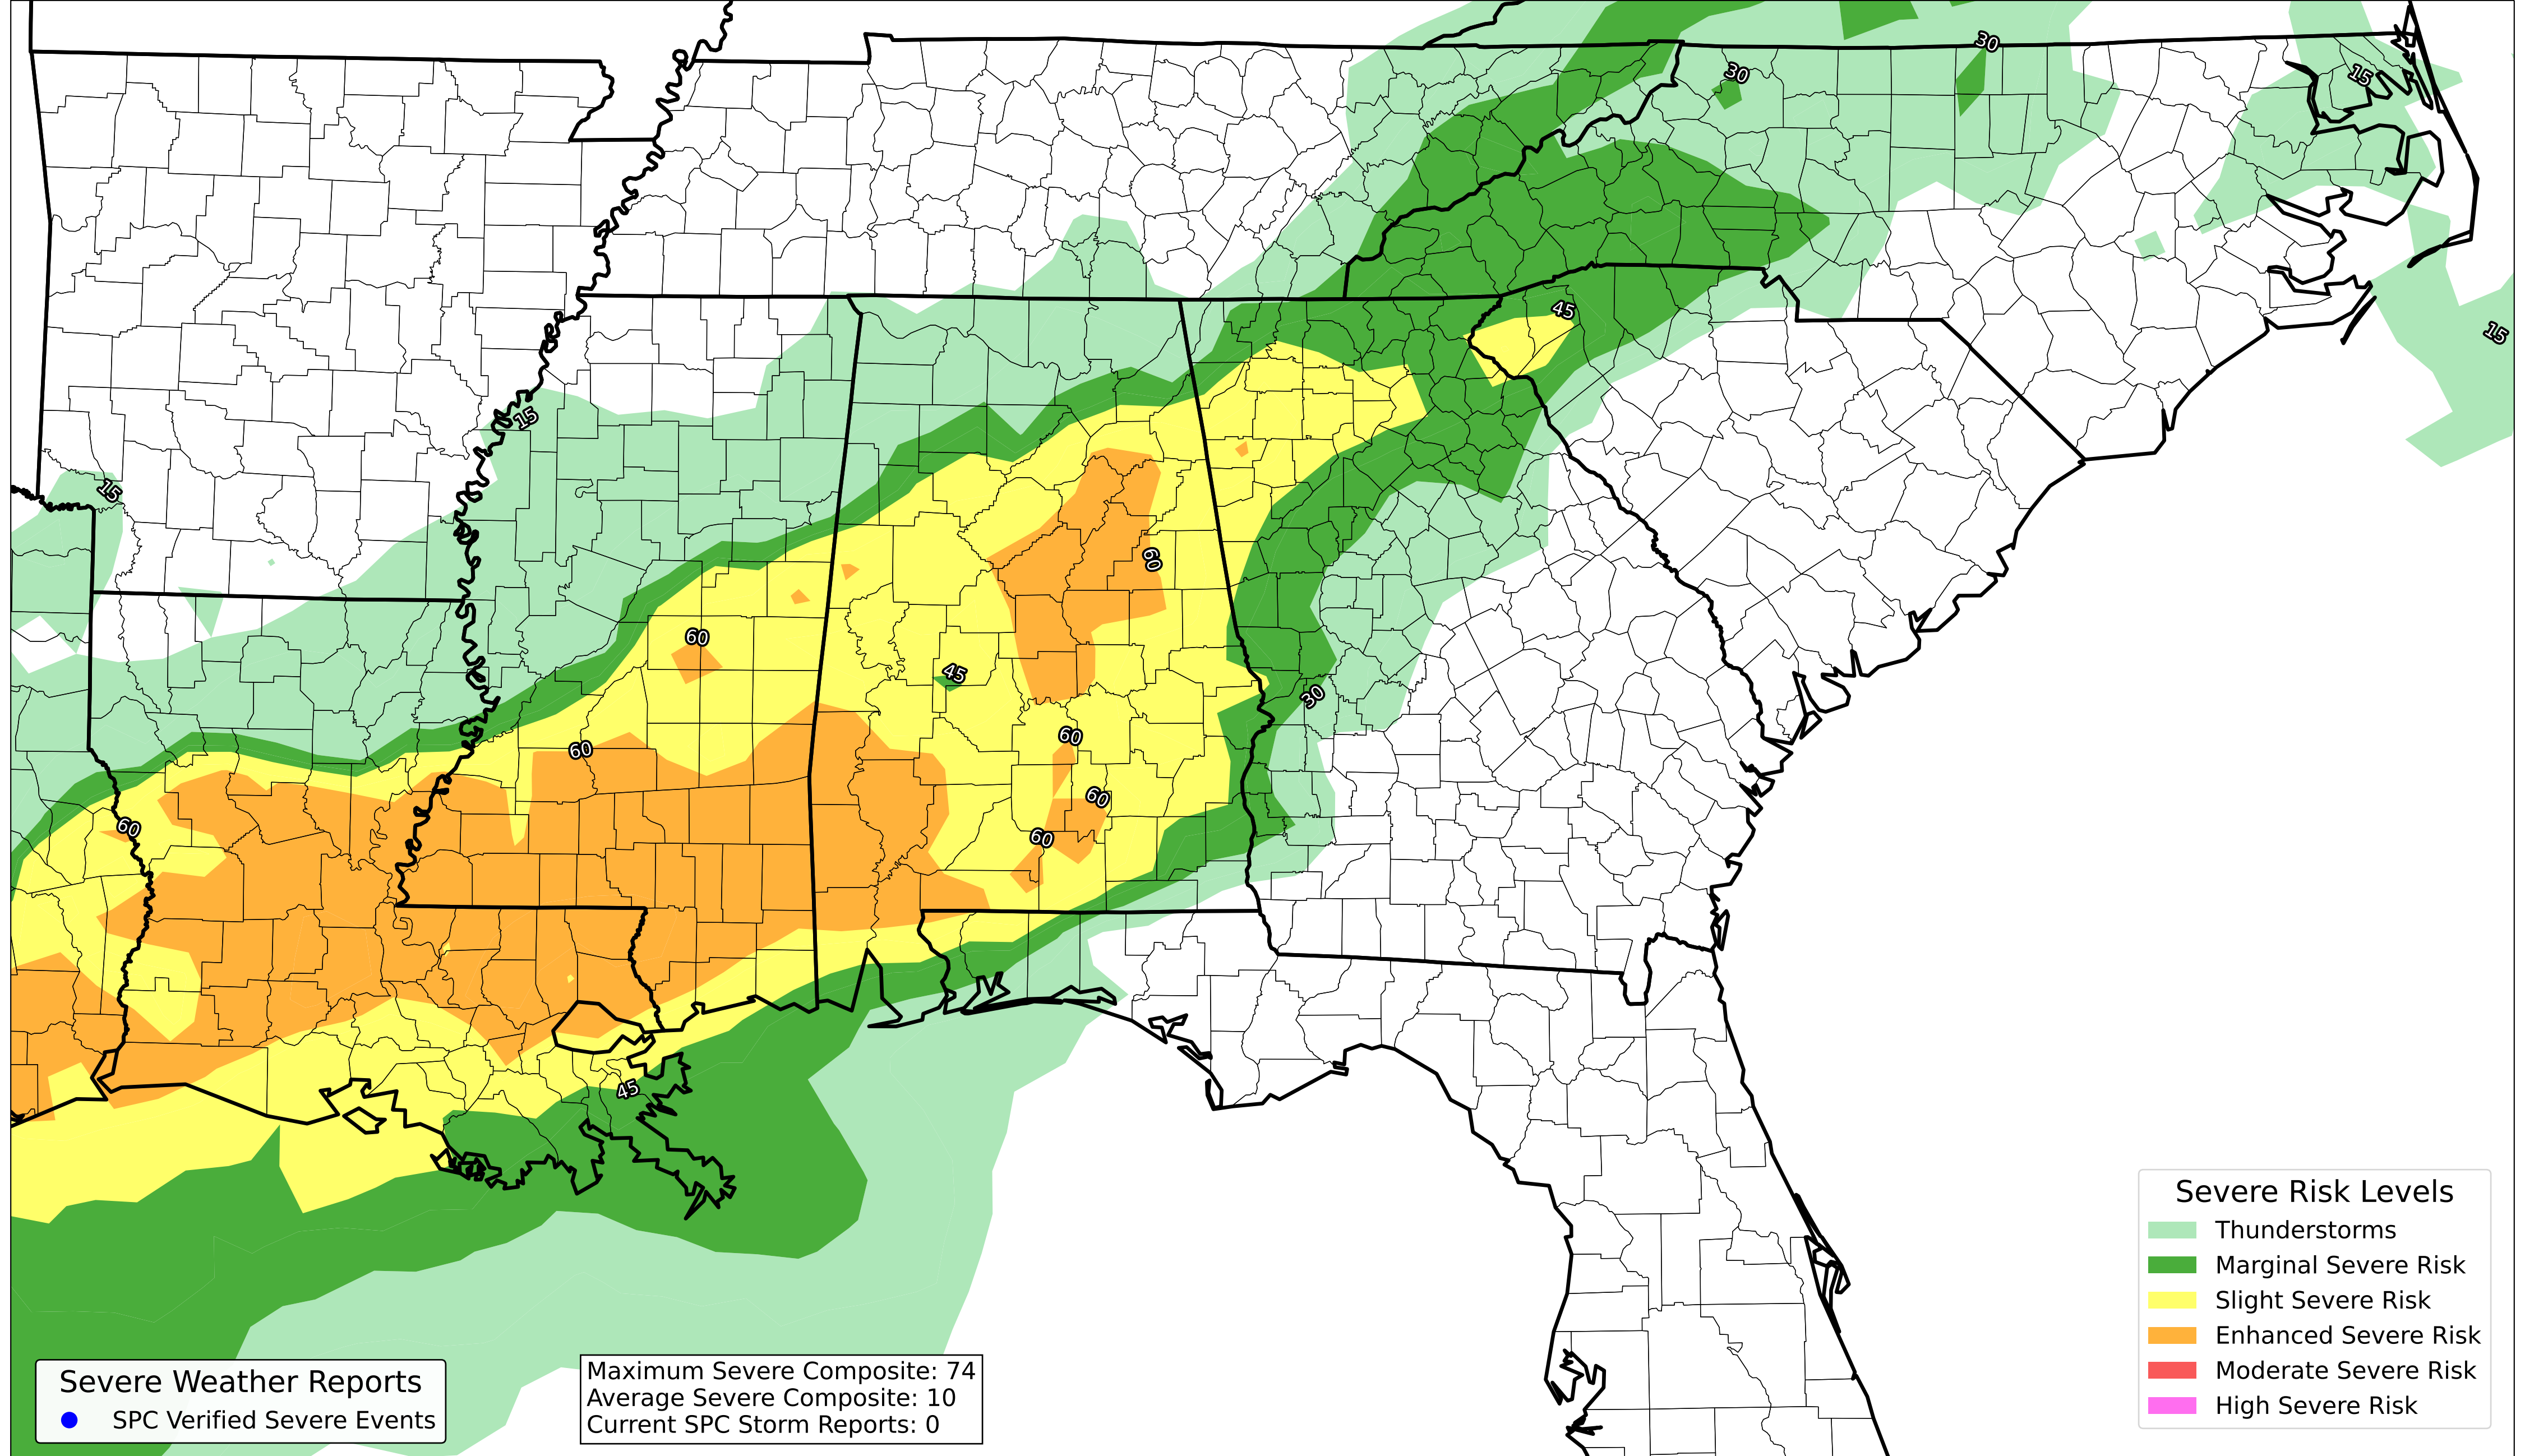 30
30
15
45
15
15
15
60
60
45
30
60
60
60
60
60
45
Severe Risk Levels
Thunderstorms
Marginal Severe Risk
Slight Severe Risk
Enhanced Severe Risk
Moderate Severe Risk
High Severe Risk
Severe Weather Reports
SPC Verified Severe Events
Maximum Severe Composite: 74
Average Severe Composite: 10
Current SPC Storm Reports: 0